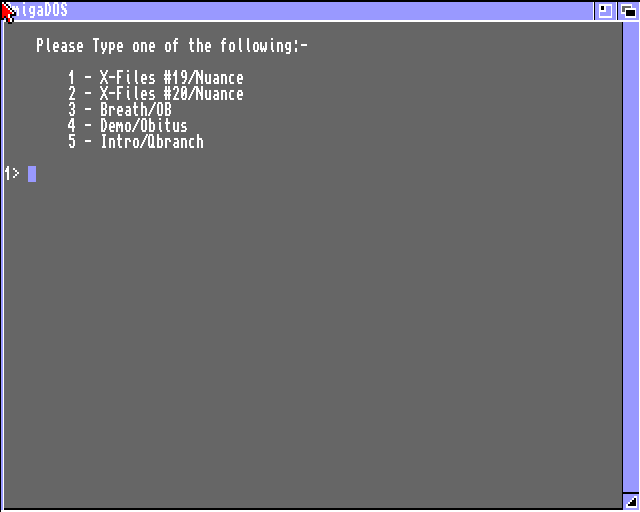 AmigaDOS
Please Type one of the following:-
1 - X-Files #19/Nuance
2 - X-Files #20/Nuance
3 - Breath/OB
4 - Demo/Obitus
5 - Intro/Qbranch
1>